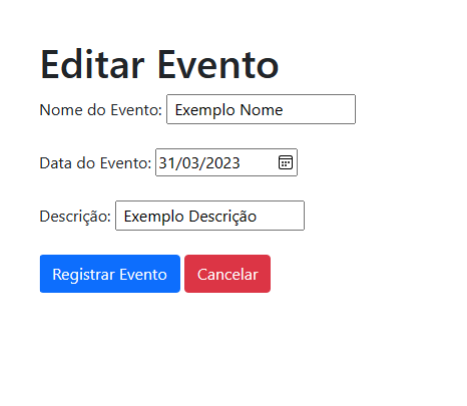 Editar Evento
Nome do Evento: Exemplo Nome
Data do Evento: 31/03/2023
Descrição: Exemplo Descrição
Registrar Evento Cancelar